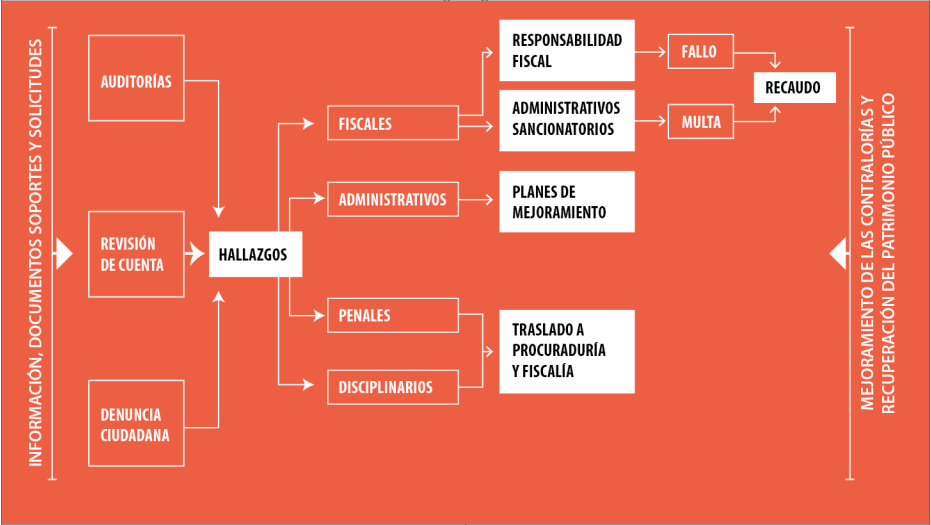 INFORMACIÓN, DOCUMENTOS SOPORTES Y SOLICITUDES
AUDITORÍAS
REVISIÓN
DE CUENTA
DENUNCIA
CIUDADANA
HALLAZGOS
FISCALES
ADMINISTRATIVOS
PENALES
DISCIPLINARIOS
RESPONSABILIDAD
FISCAL
ADMINISTRATIVOS
SANCIONATORIOS
PLANES DE
MEJORAMIENTO
TRASLADO A
PROCURADURÍA
Y FISCALÍA
FALLO
MULTA
RECAUDO
MEJORAMIENTO DE LAS CONTRALORÍAS Y
RECUPERACIÓN DEL PATRIMONIO PÚBLICO